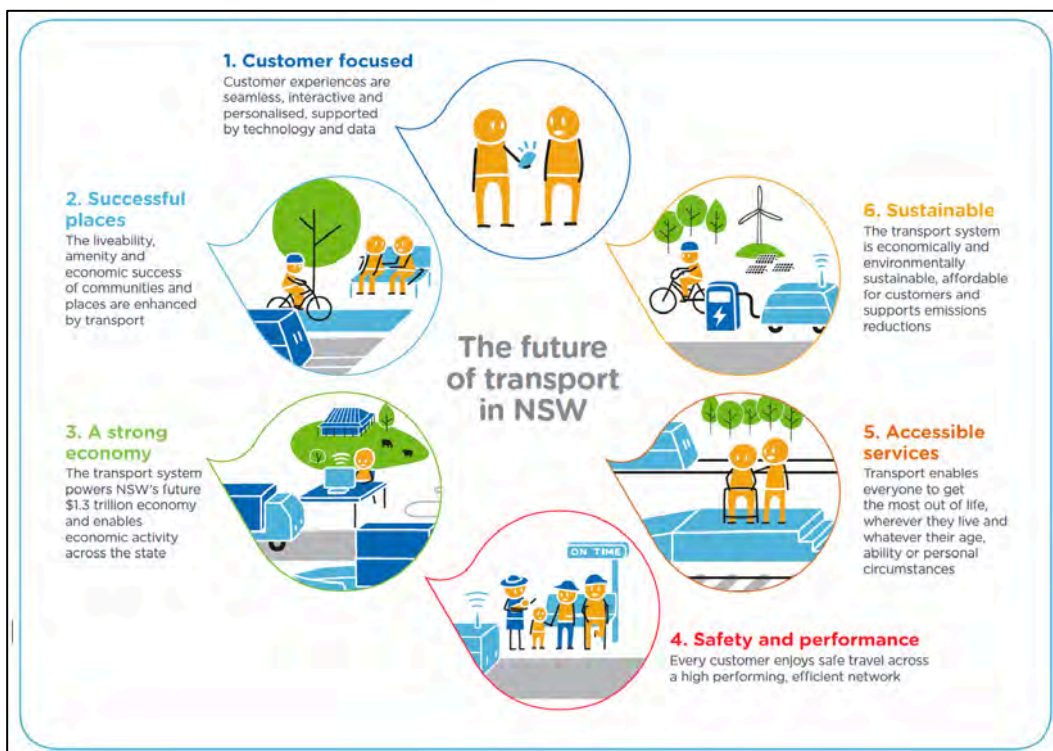 1. Customer focused
Customer experiences are
seamless, interactive and
personalised, supported
by technology and data
2. Successful
places
The liveability,
amenity and
economic success
of communities and
places are enhanced
by transport
3. A strong
economy
The transport system
powers NSW's future
$1.3 trillion economy
and enables
economic activity
across the state
The future
of transport
in NSW
ON TIME
4. Safety and performance
Every customer enjoys safe travel across
a high performing, efficient network
5. Accessible
services
Transport enables
everyone to get
the most out of life,
wherever they live and
whatever their age,
ability or personal
circumstances
6. Sustainable
The transport system
is economically and
environmentally
sustainable, affordable
for customers and
supports emissions
reductions